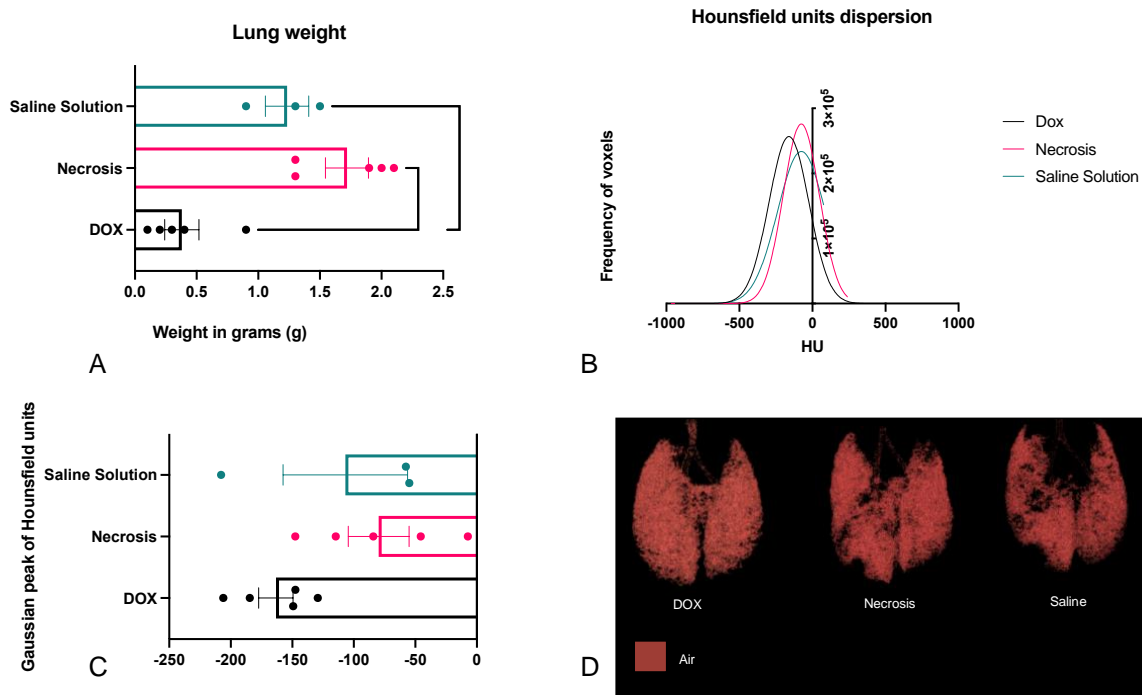 Lung weight
Saline Solution
Necrosis
DOX
0.0 0.5 1.0 1.5 2.0 2.5
Weight in grams (g)
A
Hounsfield units dispersion
Frequency of voxels
3×10⁵
2×10⁵
1×10⁵
-1000 -500 0 500 1000
HU
Dox
Necrosis
Saline Solution
B
Gaussian peak of Hounsfield units
Saline Solution
Necrosis
DOX
-250 -200 -150 -100 -50 0
C
DOX Necrosis Saline
Air
D